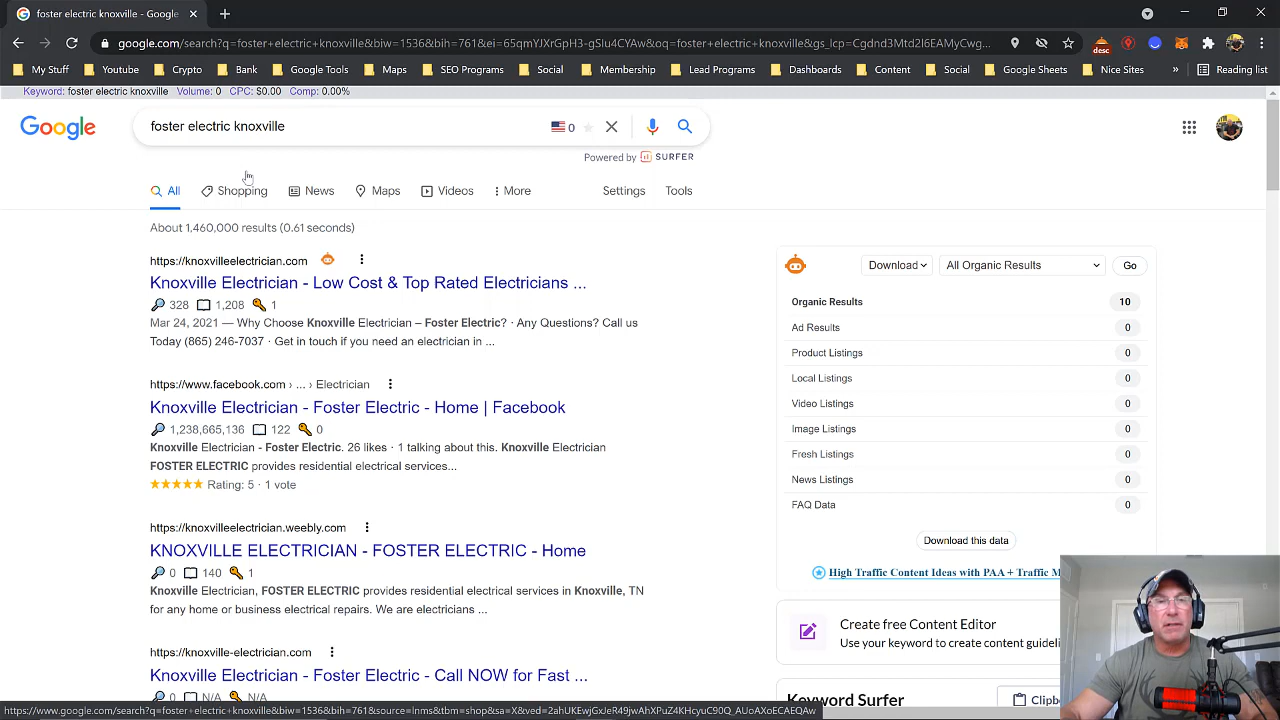 foster electric knoxville - Google
google.com/search?q=foster+electric+knoxville&biw=1536&bih=761&ei=65qmYJXrGpH3-gSlu4CYAw&oq=foster+electric+knoxville&gs_lcp=Cgdnd3Mtd2l6EAMyCwg...
desc
My Stuff Youtube Crypto Bank Google Tools Maps SEO Programs Social Membership Lead Programs Dashboards Content Social Google Sheets Nice Sites » Reading list
Keyword: foster electric knoxville Volume: 0 CPC: $0.00 Comp: 0.00%
Google foster electric knoxville 0
Powered by SURFER
All Shopping News Maps Videos More Settings Tools
About 1,460,000 results (0.61 seconds)
https://knoxvillelectrician.com
Knoxville Electrician - Low Cost & Top Rated Electricians ...
328 1,208 1
Mar 24, 2021 — Why Choose Knoxville Electrician – Foster Electric? · Any Questions? Call us
Today (865) 246-7037 · Get in touch if you need an electrician in ...
https://www.facebook.com › ... › Electrician
Knoxville Electrician - Foster Electric - Home | Facebook
1,238,665,136 122 0
Knoxville Electrician - Foster Electric. 26 likes · 1 talking about this. Knoxville Electrician
FOSTER ELECTRIC provides residential electrical services...
Rating: 5 · 1 vote
https://knoxvilleelectrician.weebly.com
KNOXVILLE ELECTRICIAN - FOSTER ELECTRIC - Home
0 140 1
Knoxville Electrician, FOSTER ELECTRIC provides residential electrical services in Knoxville, TN
for any home or business electrical repairs. We are electricians ...
https://knoxville-electrician.com
Knoxville Electrician - Foster Electric - Call NOW for Fast ...
0 N/A N/A
Download All Organic Results Go
Organic Results 10
Ad Results 0
Product Listings 0
Local Listings 0
Video Listings 0
Image Listings 0
Fresh Listings 0
News Listings 0
FAQ Data 0
Download this data
High Traffic Content Ideas with PAA + Traffic
Create free Content Editor
Use your keyword to create content
Keyword Surfer